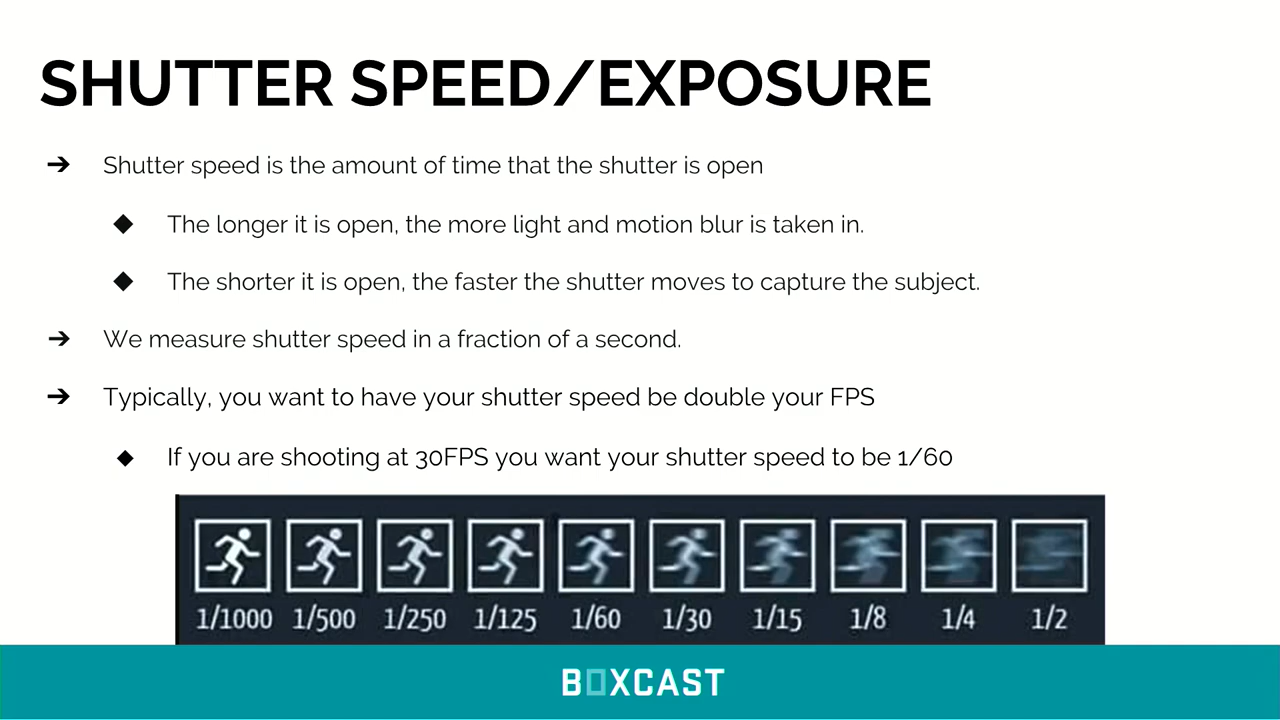 SHUTTER SPEED/EXPOSURE
➔ Shutter speed is the amount of time that the shutter is open
◆ The longer it is open, the more light and motion blur is taken in.
◆ The shorter it is open, the faster the shutter moves to capture the subject.
➔ We measure shutter speed in a fraction of a second.
➔ Typically, you want to have your shutter speed be double your FPS
◆ If you are shooting at 30FPS you want your shutter speed to be 1/60
1/1000 1/500 1/250 1/125 1/60 1/30 1/15 1/8 1/4 1/2
BOXCAST